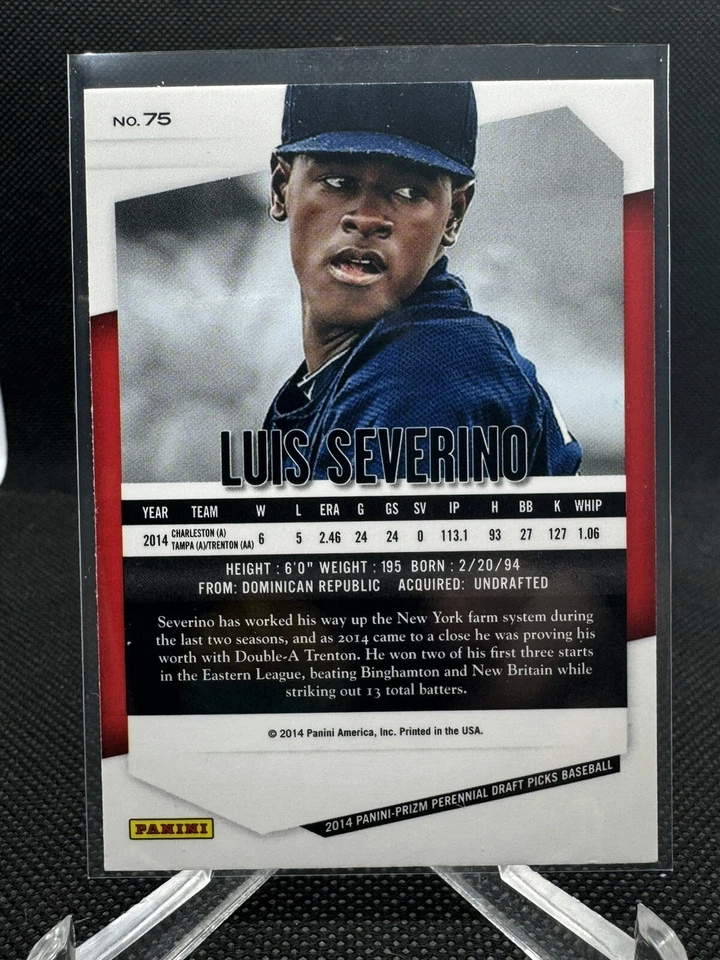 NO. 75
LUIS SEVERINO
YEAR TEAM W L ERA G GS SV IP H BB K WHIP
2014 CHARLESTON (A) TAMPA (A)/TRENTON (AA) 6 5 2.46 24 24 0 113.1 93 27 127 1.06
HEIGHT : 6'0" WEIGHT : 195 BORN : 2/20/94
FROM: DOMINICAN REPUBLIC ACQUIRED: UNDRAFTED
Severino has worked his way up the New York farm system during
the last two seasons, and as 2014 came to a close he was proving his
worth with Double-A Trenton. He won two of his first three starts
in the Eastern League, beating Binghamton and New Britain while
striking out 13 total batters.
© 2014 Panini America, Inc. Printed in the USA.
2014 PANINI-PRIZM PERENNIAL DRAFT PICKS BASEBALL
PANINI